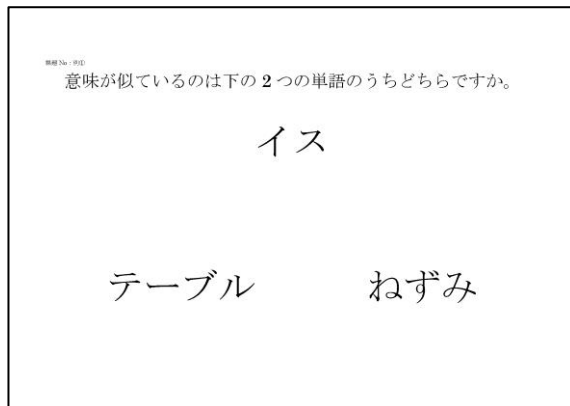 意味が似ているのは下の2つの単語のうちどちらですか。
イス
テーブル ねずみ